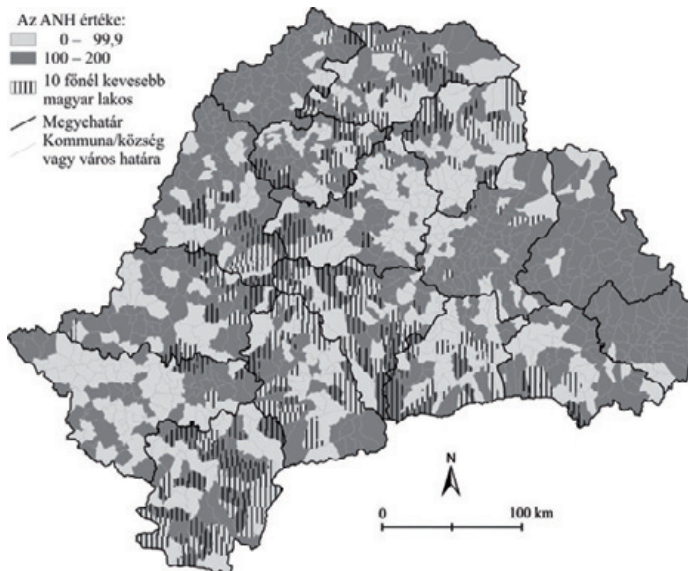 Az ANH értéke:
0 – 99,9
100 – 200
10 főnél kevesebb
magyar lakos
Megyehatár
Kommuna/község
vagy város határa
N
0 100 km